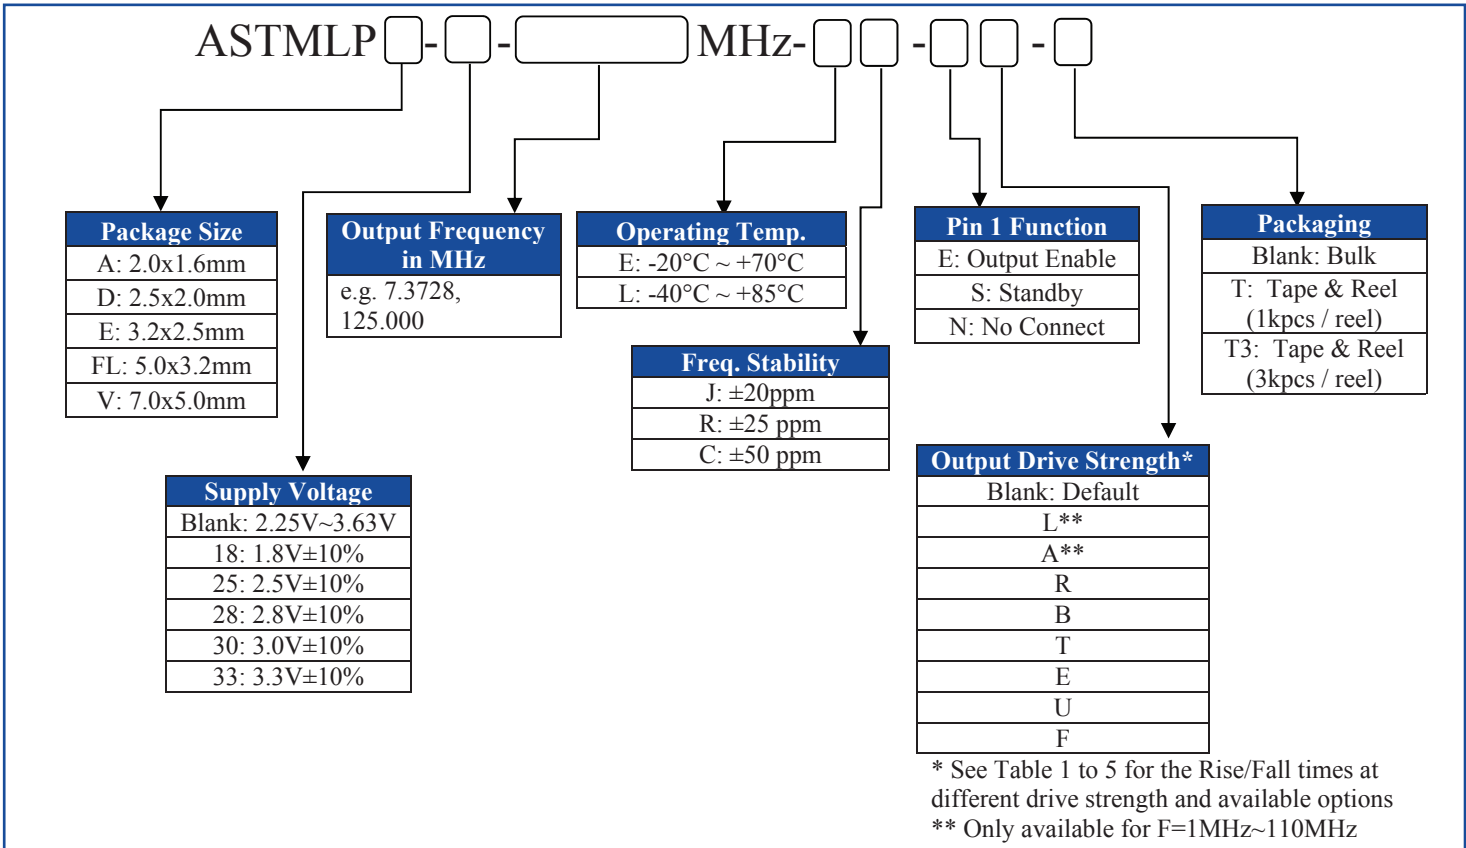 ASTMLP - - MHz- - -
Package Size
A: 2.0x1.6mm
D: 2.5x2.0mm
E: 3.2x2.5mm
FL: 5.0x3.2mm
V: 7.0x5.0mm
Supply Voltage
Blank: 2.25V~3.63V
18: 1.8V±10%
25: 2.5V±10%
28: 2.8V±10%
30: 3.0V±10%
33: 3.3V±10%
Output Frequency
in MHz
e.g. 7.3728,
125.000
Operating Temp.
E: -20°C ~ +70°C
L: -40°C ~ +85°C
Freq. Stability
J: ±20ppm
R: ±25 ppm
C: ±50 ppm
Pin 1 Function
E: Output Enable
S: Standby
N: No Connect
Output Drive Strength*
Blank: Default
L**
A**
R
B
T
E
U
F
* See Table 1 to 5 for the Rise/Fall times at
different drive strength and available options
** Only available for F=1MHz~110MHz
Packaging
Blank: Bulk
T: Tape & Reel
(1kpcs / reel)
T3: Tape & Reel
(3kpcs / reel)